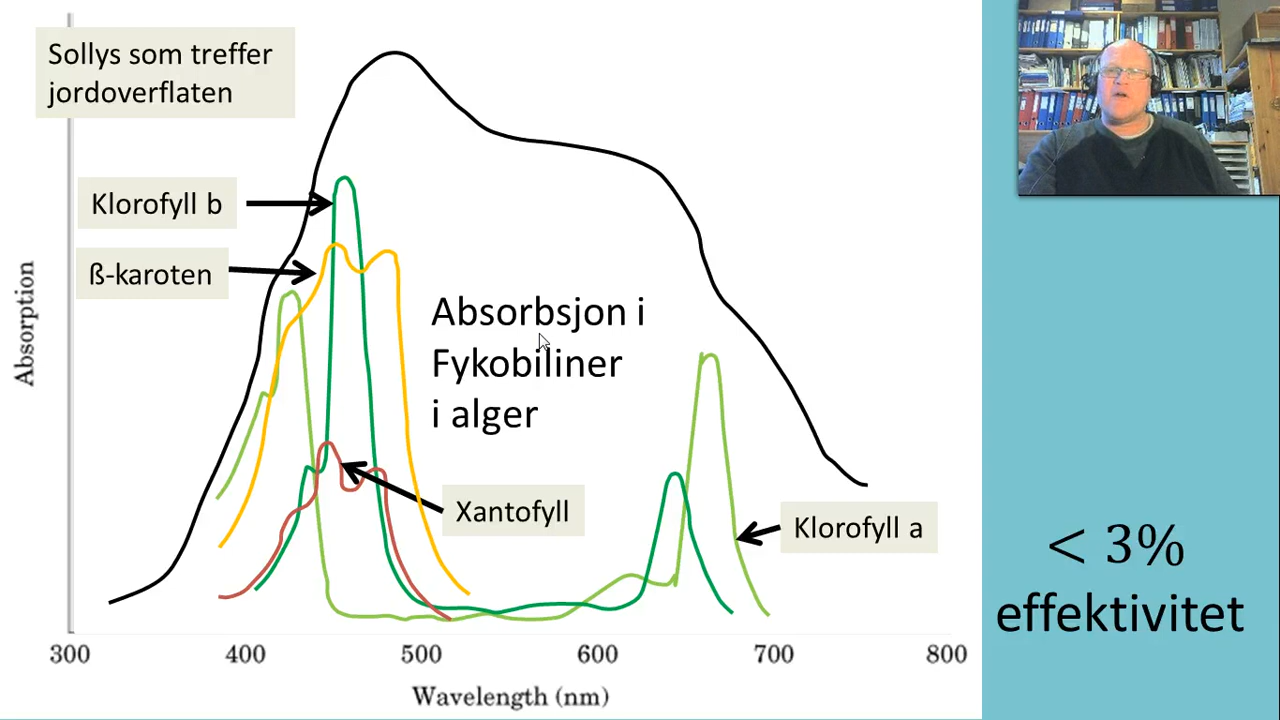 Sollys som treffer
jordoverflaten
Klorofyll b
ß-karoten
Absorbsjon i
Fykobiliner
i alger
Xantofyll
Klorofyll a
Absorption
300 400 500 600 700 800
Wavelength (nm)
< 3%
effektivitet